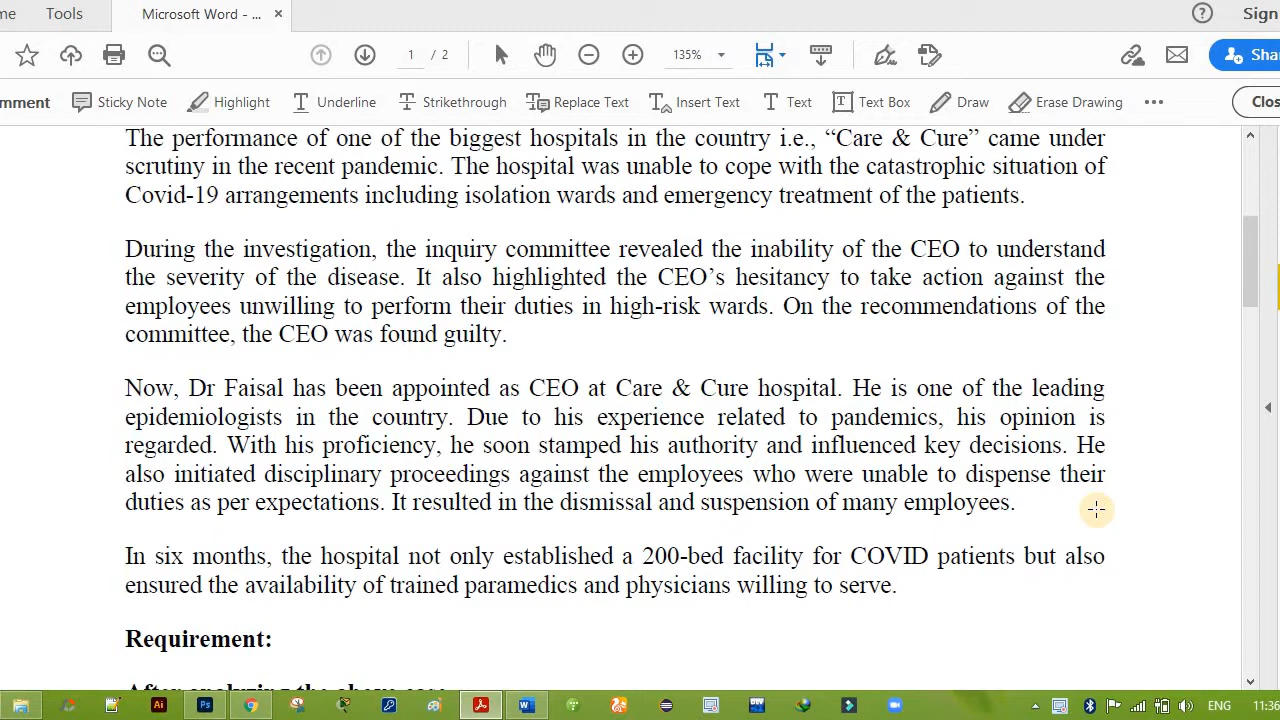 me Tools Microsoft Word - ... × Sign
1 / 2 135% Sha
mment Sticky Note Highlight Underline Strikethrough Replace Text Insert Text Text Text Box Draw Erase Drawing Clos
The performance of one of the biggest hospitals in the country i.e., “Care & Cure” came under
scrutiny in the recent pandemic. The hospital was unable to cope with the catastrophic situation of
Covid-19 arrangements including isolation wards and emergency treatment of the patients.
During the investigation, the inquiry committee revealed the inability of the CEO to understand
the severity of the disease. It also highlighted the CEO’s hesitancy to take action against the
employees unwilling to perform their duties in high-risk wards. On the recommendations of the
committee, the CEO was found guilty.
Now, Dr Faisal has been appointed as CEO at Care & Cure hospital. He is one of the leading
epidemiologists in the country. Due to his experience related to pandemics, his opinion is
regarded. With his proficiency, he soon stamped his authority and influenced key decisions. He
also initiated disciplinary proceedings against the employees who were unable to dispense their
duties as per expectations. It resulted in the dismissal and suspension of many employees.
In six months, the hospital not only established a 200-bed facility for COVID patients but also
ensured the availability of trained paramedics and physicians willing to serve.
Requirement:
After analyzing the above case
ENG 11:36